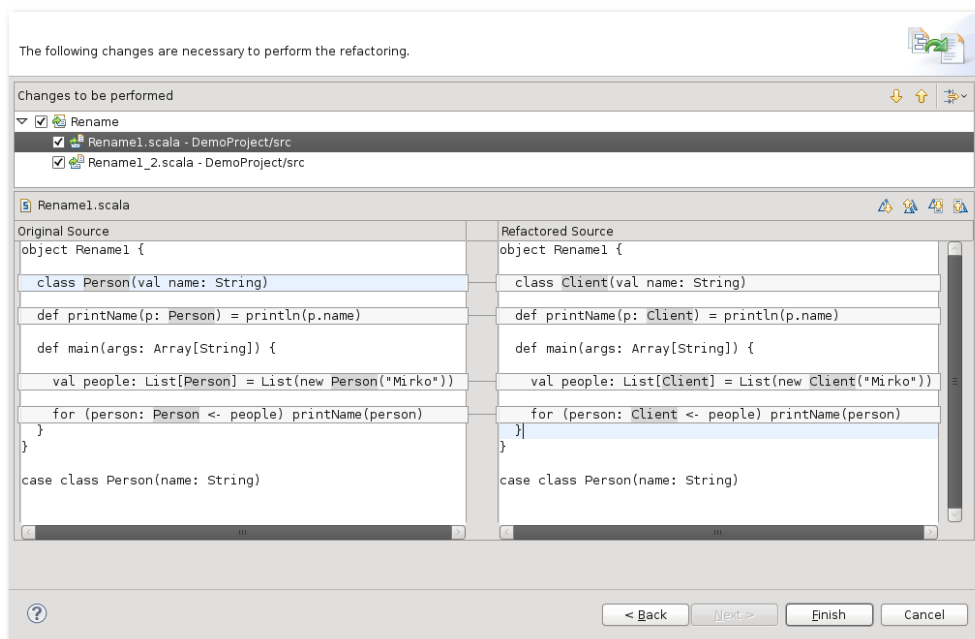 The following changes are necessary to perform the refactoring.
Changes to be performed
Rename
Rename1.scala - DemoProject/src
Rename1_2.scala - DemoProject/src
Rename1.scala
Original Source
object Rename1 {
class Person(val name: String)
def printName(p: Person) = println(p.name)
def main(args: Array[String]) {
val people: List[Person] = List(new Person("Mirko"))
for (person: Person <- people) printName(person)
}
}
case class Person(name: String)
Refactored Source
object Rename1 {
class Client(val name: String)
def printName(p: Client) = println(p.name)
def main(args: Array[String]) {
val people: List[Client] = List(new Client("Mirko"))
for (person: Client <- people) printName(person)
}
}
case class Person(name: String)
< Back
Next >
Finish
Cancel